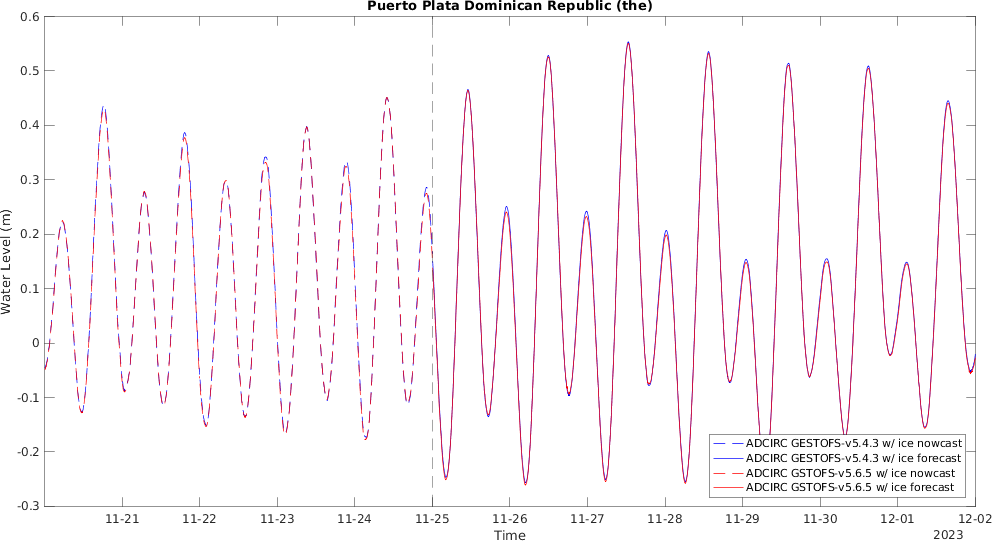 Puerto Plata Dominican Republic (the)
Water Level (m)
0.6
0.5
0.4
0.3
0.2
0.1
0
-0.1
-0.2
-0.3
ADCIRC GESTOFS-v5.4.3 w/ ice nowcast
ADCIRC GESTOFS-v5.4.3 w/ ice forecast
ADCIRC GSTOFS-v5.6.5 w/ ice nowcast
ADCIRC GSTOFS-v5.6.5 w/ ice forecast
11-21 11-22 11-23 11-24 11-25 11-26 11-27 11-28 11-29 11-30 12-01 12-02
Time
2023